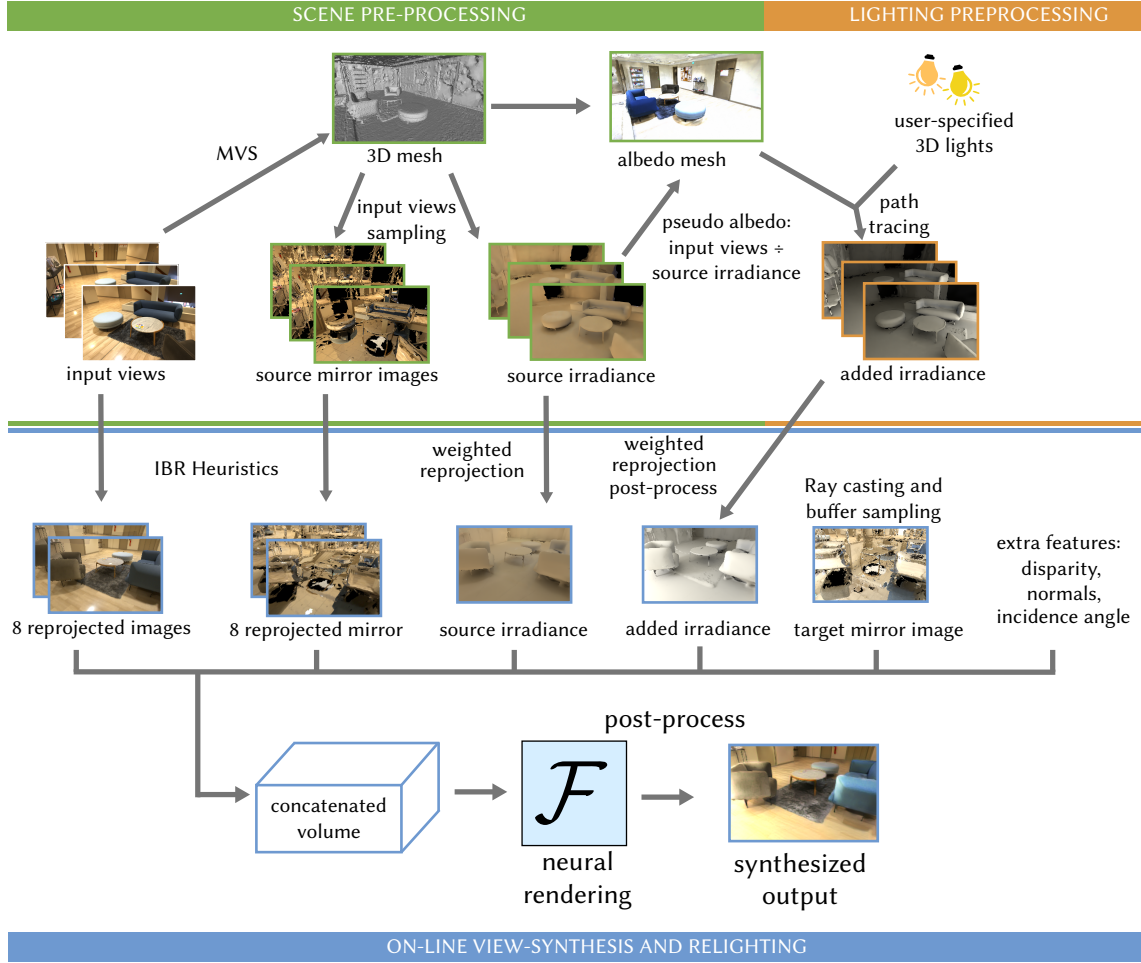 SCENE PRE-PROCESSING
LIGHTING PREPROCESSING
user-specified
3D lights
MVS
3D mesh
albedo mesh
input views
sampling
pseudo albedo:
input views ÷
source irradiance
path
tracing
input views
source mirror images
source irradiance
added irradiance
IBR Heuristics
weighted
reprojection
weighted
reprojection
post-process
Ray casting and
buffer sampling
extra features:
disparity,
normals,
incidence angle
8 reprojected images
8 reprojected mirror
source irradiance
added irradiance
target mirror image
post-process
concatenated
volume
F
neural
rendering
synthesized
output
ON-LINE VIEW-SYNTHESIS AND RELIGHTING